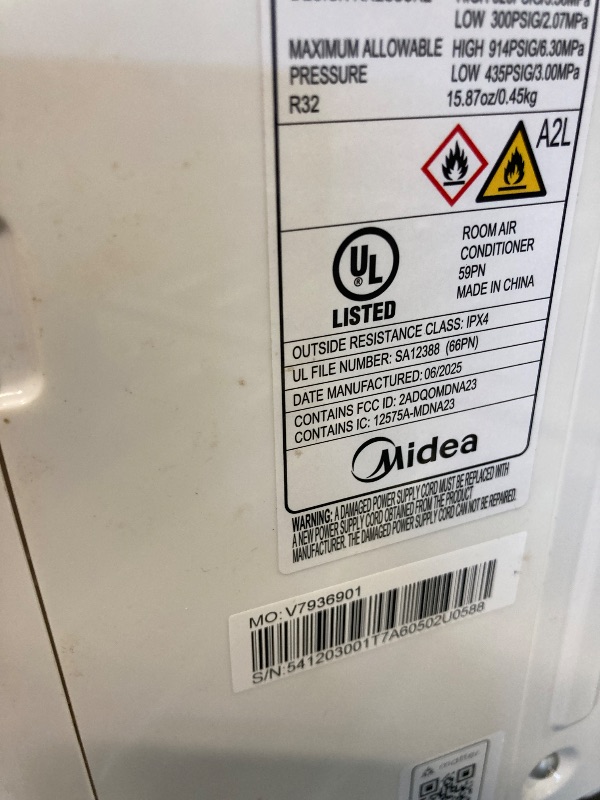 LOW 300PSIG/2.07MPa
MAXIMUM ALLOWABLE HIGH 914PSIG/6.30MPa
PRESSURE LOW 435PSIG/3.00MPa
R32 15.87oz/0.45kg
A2L
UL
®
LISTED
ROOM AIR
CONDITIONER
59PN
MADE IN CHINA
OUTSIDE RESISTANCE CLASS: IPX4
UL FILE NUMBER: SA12388 (66PN)
DATE MANUFACTURED: 06/2025
CONTAINS FCC ID: 2ADQOMDNA23
CONTAINS IC: 12575A-MDNA23
Midea
WARNING: A DAMAGED POWER SUPPLY CORD MUST BE REPLACED WITH
A NEW POWER SUPPLY CORD OBTAINED FROM THE PRODUCT
MANUFACTURER. THE DAMAGED POWER SUPPLY CORD CAN NOT BE REPAIRED.
MO: V7936901
S/N: 541203001T7A60502U0588